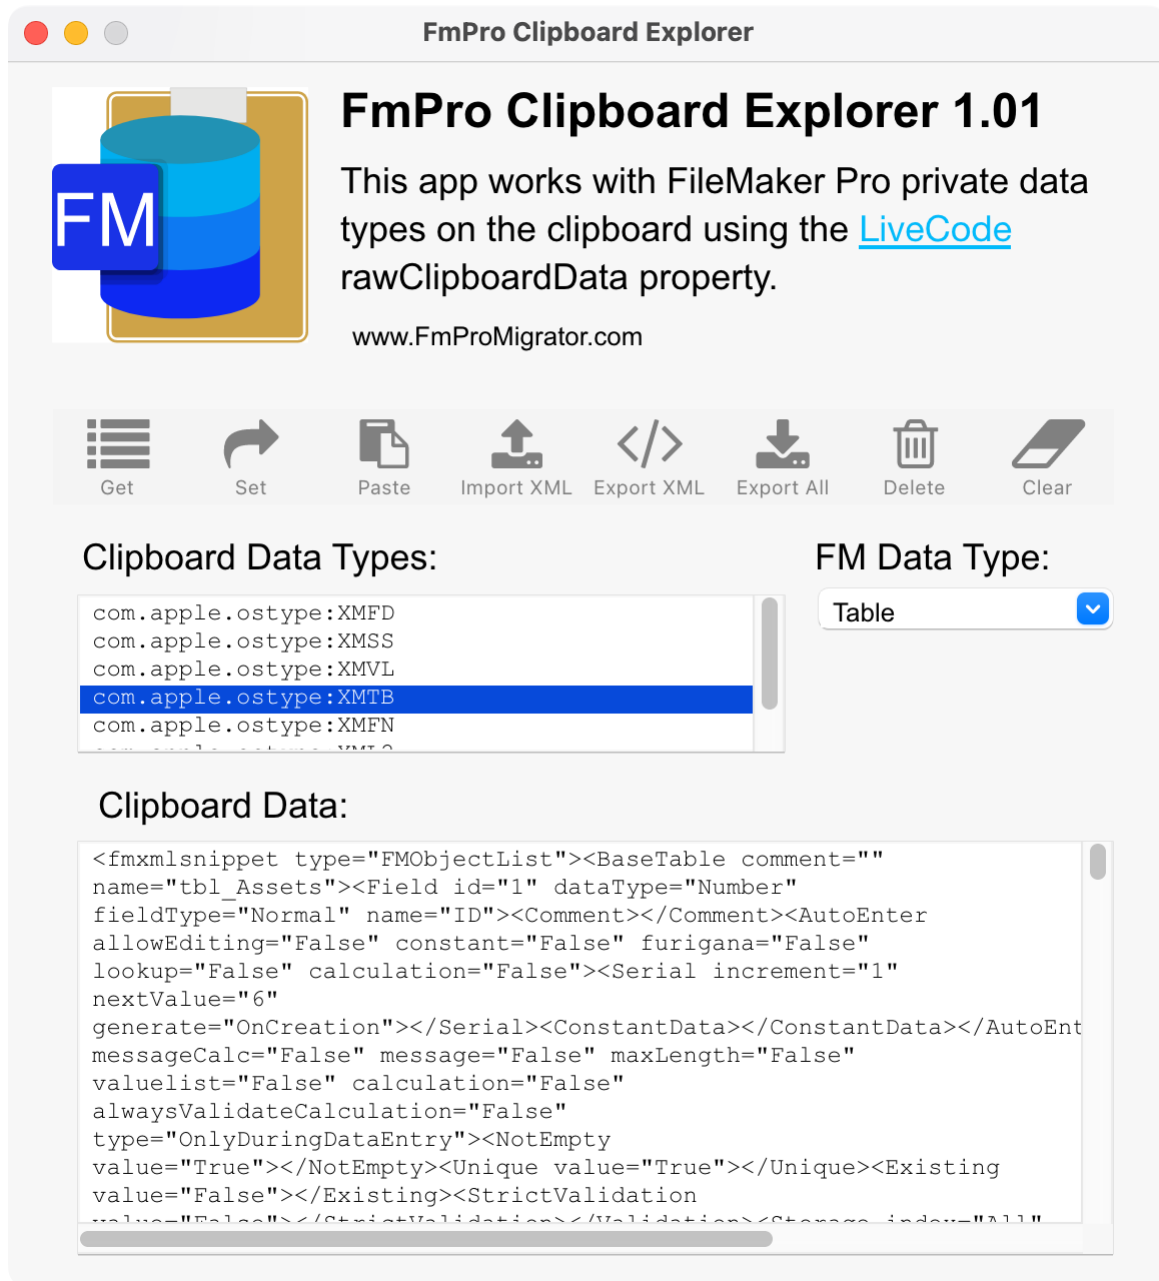 FmPro Clipboard Explorer
FM
FmPro Clipboard Explorer 1.01
This app works with FileMaker Pro private data
types on the clipboard using the LiveCode
rawClipboardData property.
www.FmProMigrator.com
Get Set Paste Import XML Export XML Export All Delete Clear
Clipboard Data Types:
FM Data Type:
com.apple.ostype:XMFD
com.apple.ostype:XMSS
com.apple.ostype:XMVL
com.apple.ostype:XMTB
com.apple.ostype:XMFN
Table
Clipboard Data:
<fmxmlsnippet type="FMObjectList"><BaseTable comment=""
name="tbl_Assets"><Field id="1" dataType="Number"
fieldType="Normal" name="ID"><Comment></Comment><AutoEnter
allowEditing="False" constant="False" furigana="False"
lookup="False" calculation="False"><Serial increment="1"
nextValue="6"
generate="OnCreation"></Serial><ConstantData></ConstantData></AutoEnt
messageCalc="False" message="False" maxLength="False"
valuelist="False" calculation="False"
alwaysValidateCalculation="False"
type="OnlyDuringDataEntry"><NotEmpty
value="True"></NotEmpty><Unique value="True"></Unique><Existing
value="False"></Existing><StrictValidation
value="False"></StrictValidation></Validation><Storage index="All"